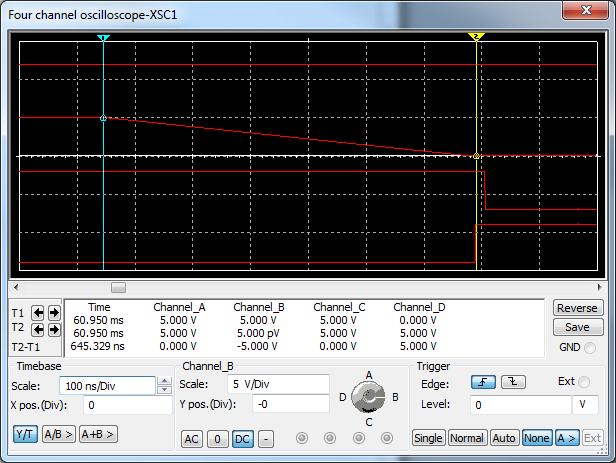 Four channel oscilloscope-XSC1
1 2
Time Channel_A Channel_B Channel_C Channel_D
T1 60.950 ms 5.000 V 5.000 V 5.000 V 0.000 V
T2 60.950 ms 5.000 V 5.000 pV 5.000 V 5.000 V
T2-T1 645.329 ns 0.000 V -5.000 V 0.000 V 5.000 V
Reverse
Save
GND
Timebase
Scale: 100 ns/Div
X pos.(Div): 0
Y/T A/B > A+B >
Channel_B
Scale: 5 V/Div
Y pos.(Div): -0
AC 0 DC -
A
D B
C
Trigger
Edge: Ext
Level: 0 V
Single Normal Auto None A > Ext